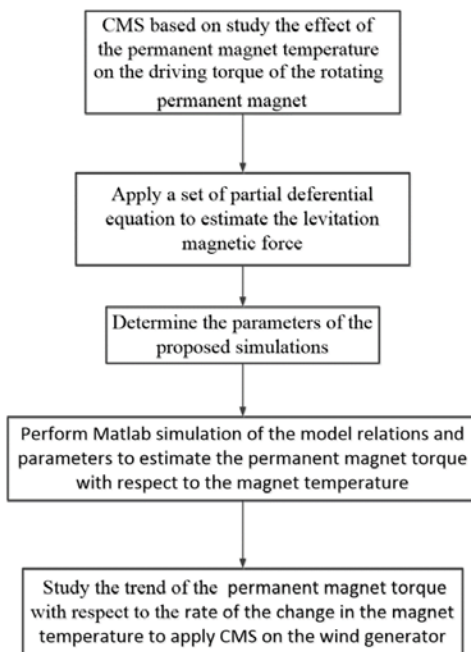 CMS based on study the effect of
the permanent magnet temperature
on the driving torque of the rotating
permanent magnet
Apply a set of partial deferential
equation to estimate the levitation
magnetic force
Determine the parameters of the
proposed simulations
Perform Matlab simulation of the model relations and
parameters to estimate the permanent magnet torque
with respect to the magnet temperature
Study the trend of the permanent magnet torque
with respect to the rate of the change in the magnet
temperature to apply CMS on the wind generator